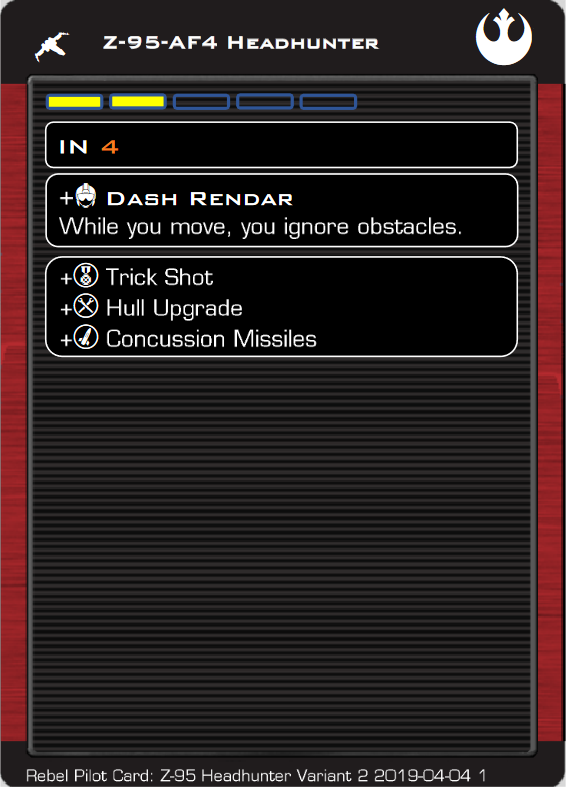 Z-95-AF4 Headhunter
IN 4
+ Dash Rendar
While you move, you ignore obstacles.
+ Trick Shot
+ Hull Upgrade
+ Concussion Missiles
Rebel Pilot Card: Z-95 Headhunter Variant 2 2019-04-04 1